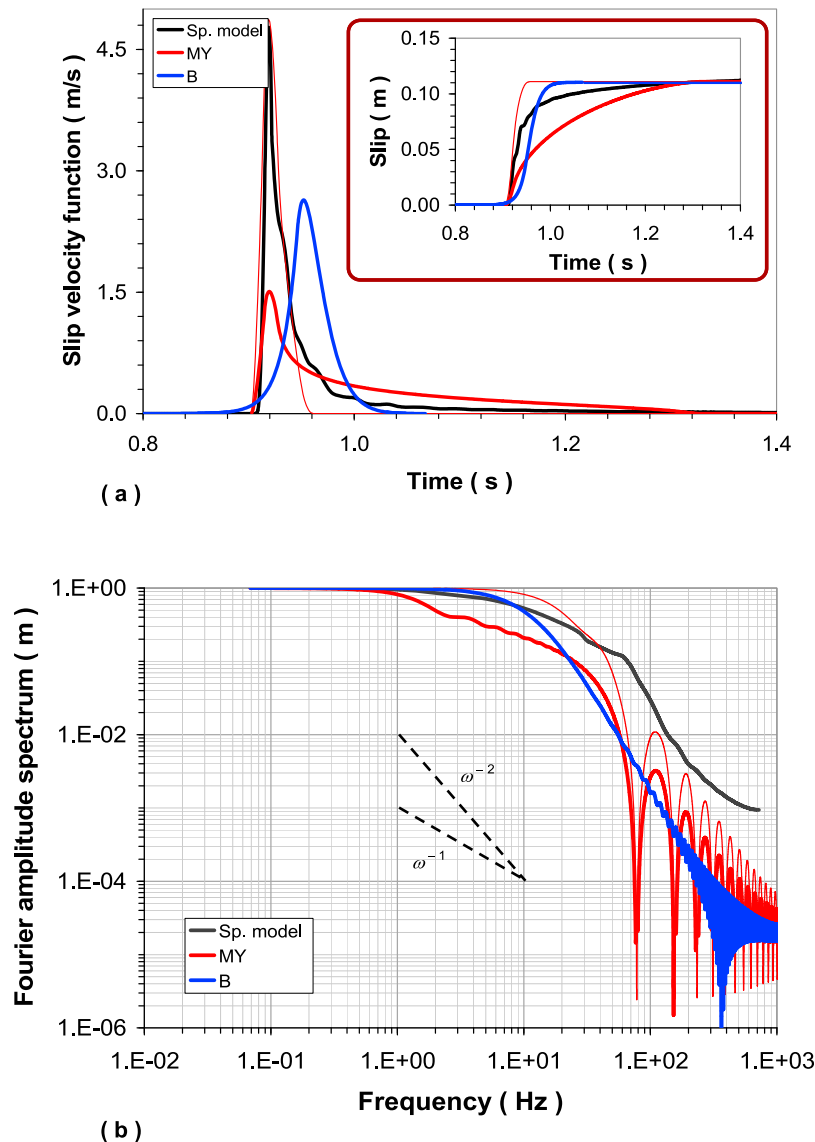 Sp. model
MY
B
4.5
3.0
1.5
0.0
Slip velocity function ( m/s )
0.8
1.0
1.2
1.4
Time ( s )
0.15
0.10
0.05
0.00
Slip ( m )
0.8
1.0
1.2
1.4
Time ( s )
( a )
1.E+00
1.E-02
1.E-04
1.E-06
Fourier amplitude spectrum ( m )
ω⁻²
ω⁻¹
Sp. model
MY
B
1.E-02
1.E-01
1.E+00
1.E+01
1.E+02
1.E+03
Frequency ( Hz )
( b )